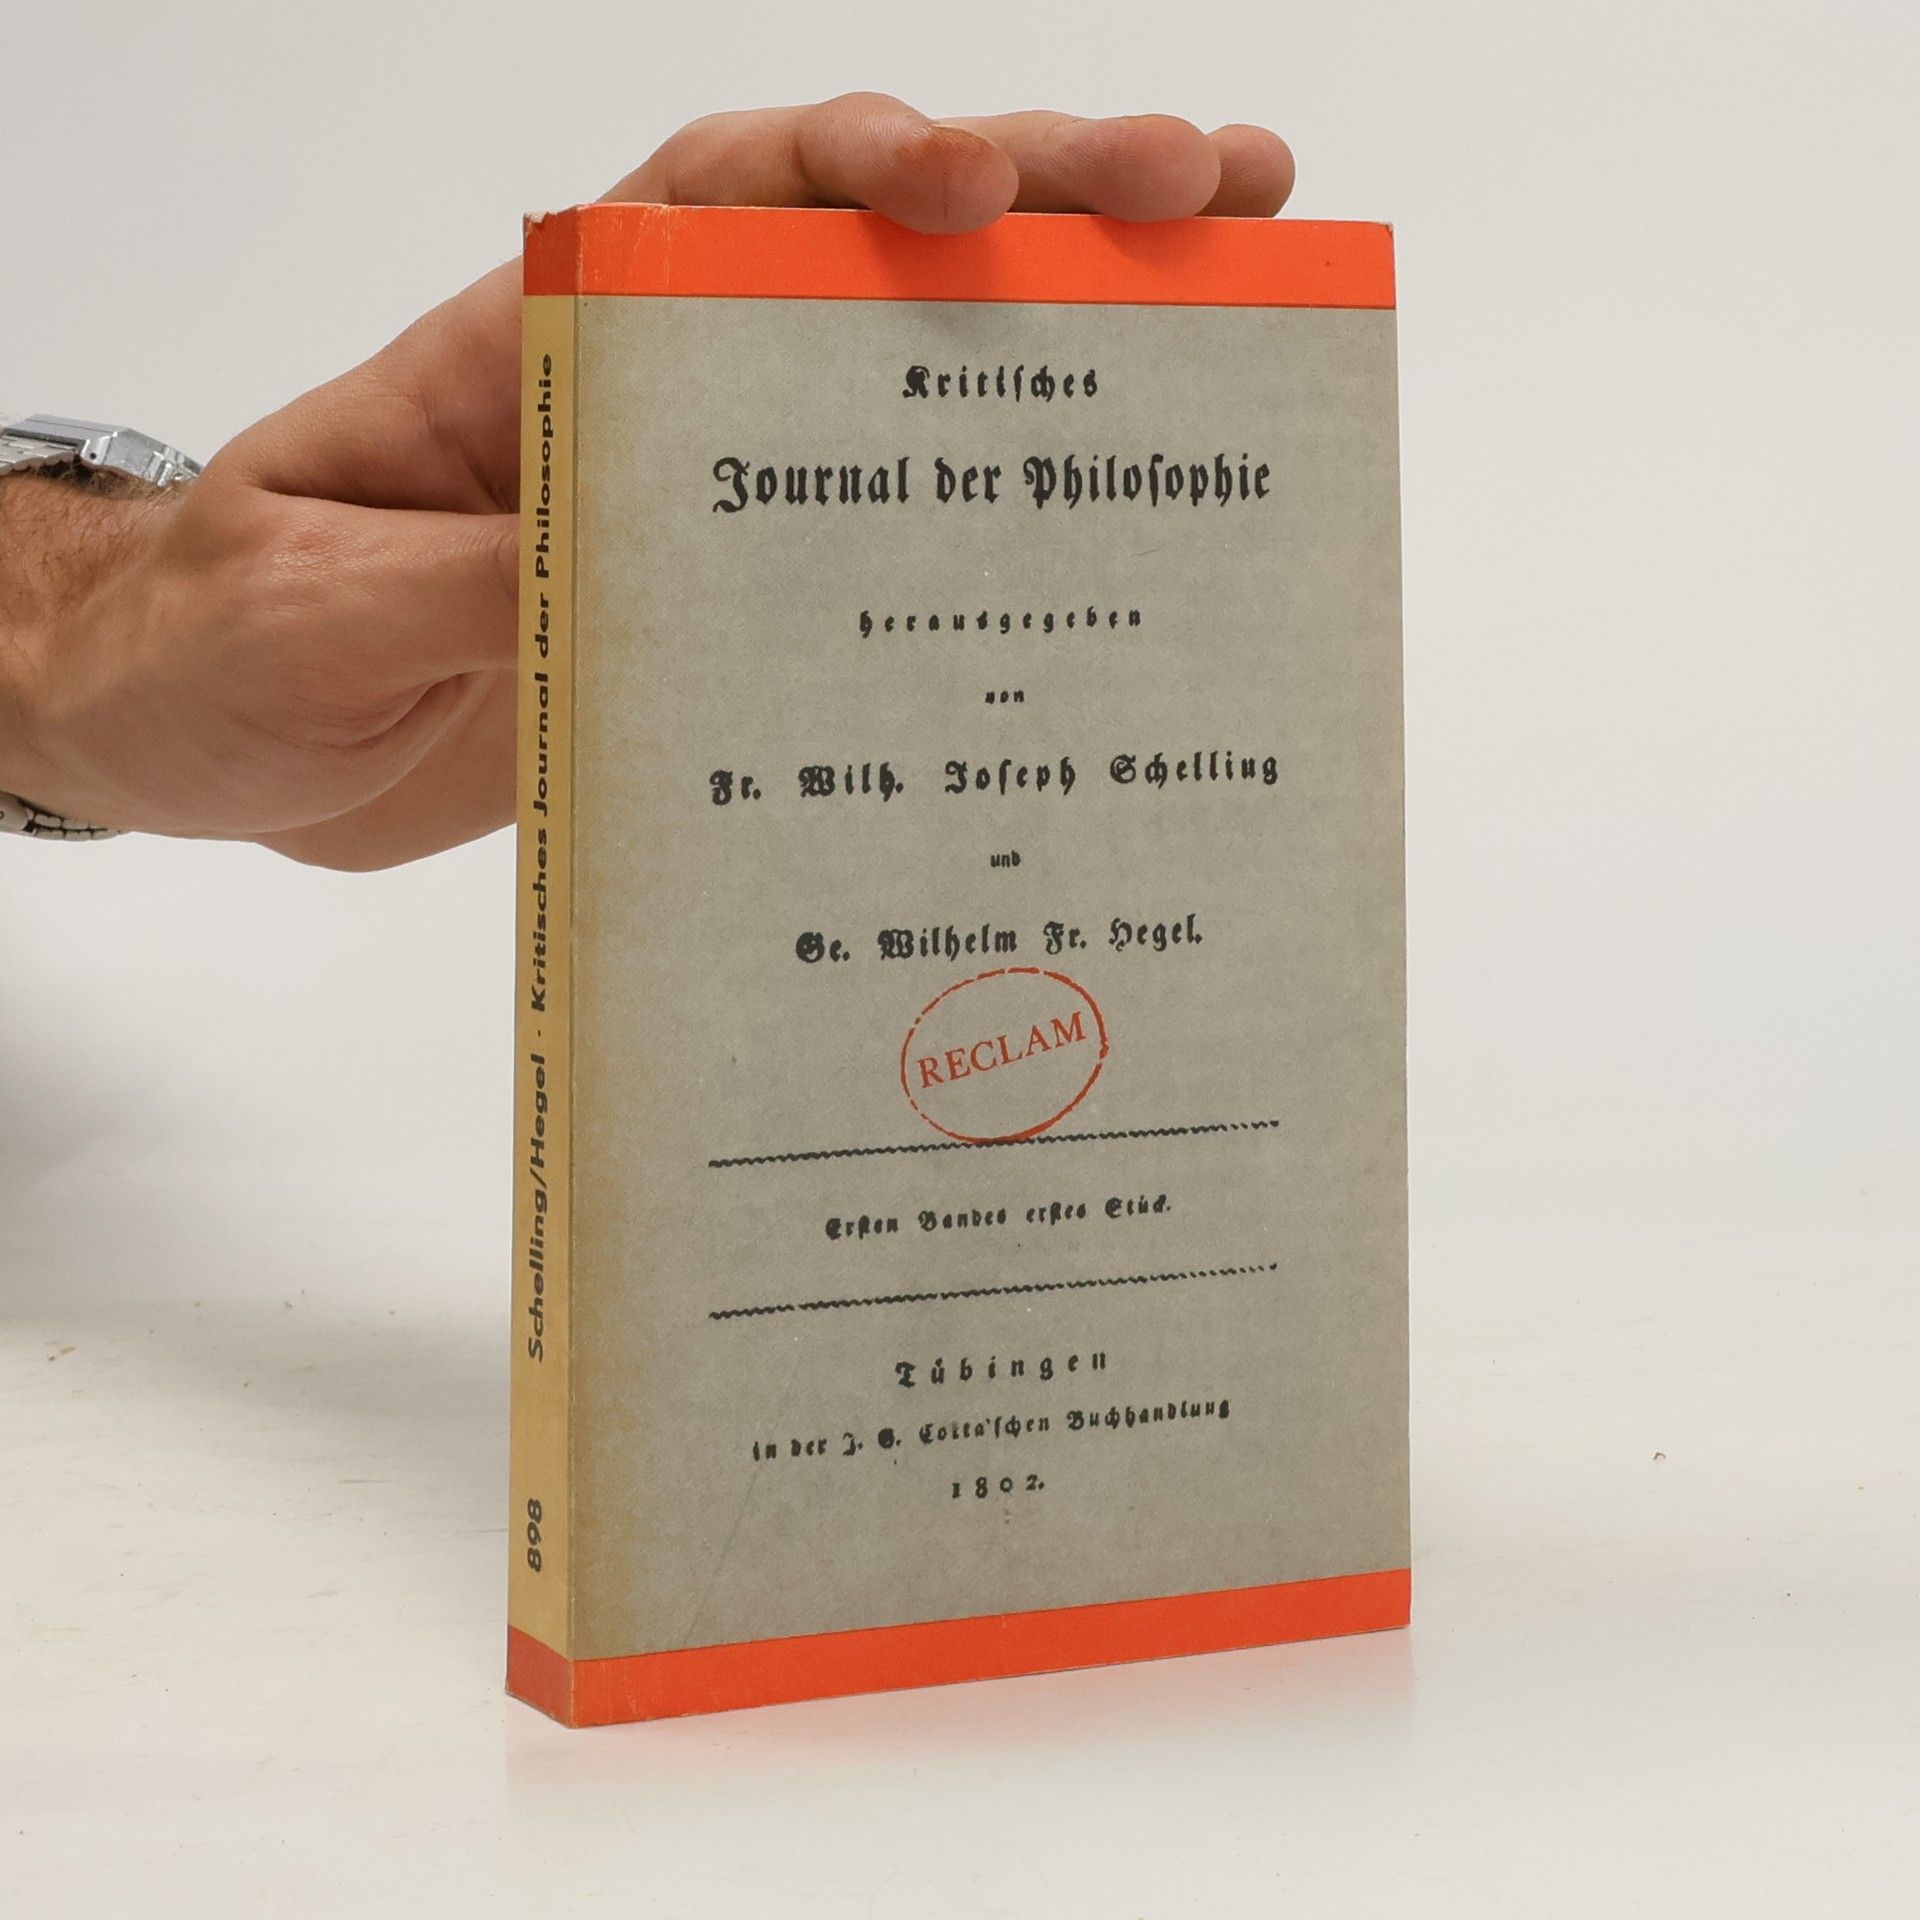 Kritisches
Journal der Philosophie
herausgegeben
von
Fr. Wilh. Joseph Schelling
und
Ge. Wilhelm Fr. Hegel.
RECLAM
Ersten Bandes erstes Stück.
Tübingen
in der J. G. Cotta'schen Buchhandlung
1802.
Schelling/Hegel · Kritisches Journal der Philosophie
898